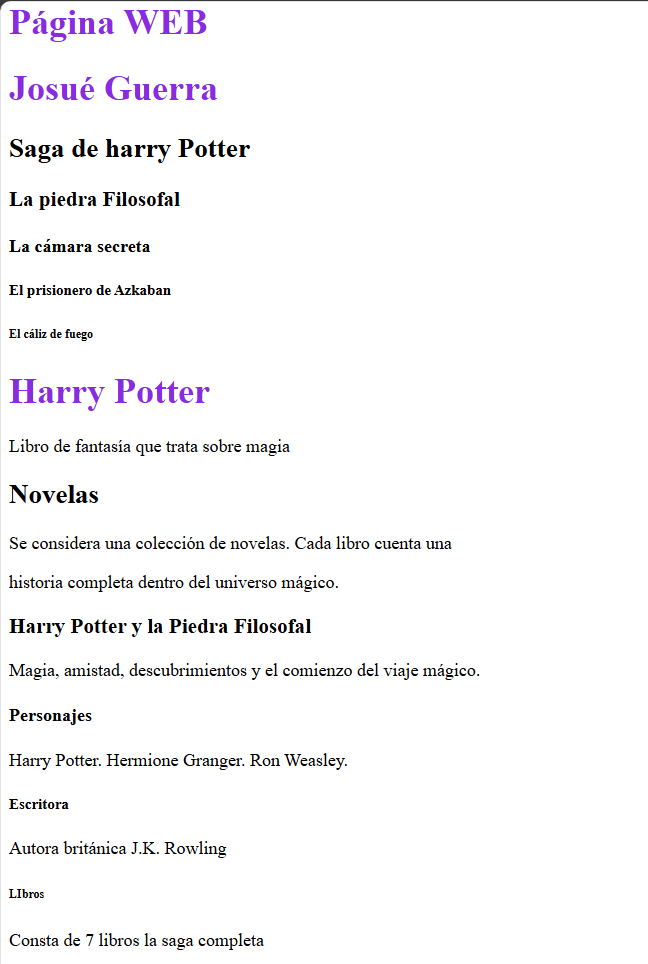 Página WEB
Josué Guerra
Saga de harry Potter
La piedra Filosofal
La cámara secreta
El prisionero de Azkaban
El cáliz de fuego
Harry Potter
Libro de fantasía que trata sobre magia
Novelas
Se considera una colección de novelas. Cada libro cuenta una
historia completa dentro del universo mágico.
Harry Potter y la Piedra Filosofal
Magia, amistad, descubrimientos y el comienzo del viaje mágico.
Personajes
Harry Potter. Hermione Granger. Ron Weasley.
Escritora
Autora británica J.K. Rowling
LIbros
Consta de 7 libros la saga completa